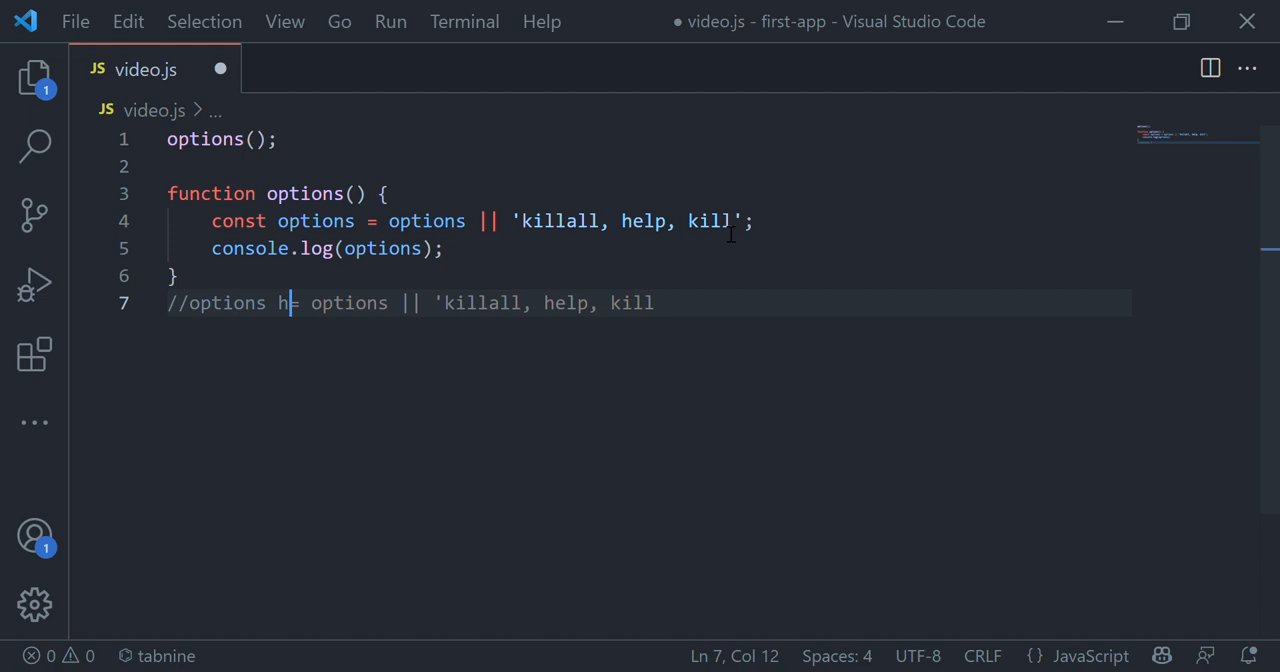 File Edit Selection View Go Run Terminal Help ● video.js - first-app - Visual Studio Code
JS video.js ●
JS video.js > ...
1 options();
2
3 function options() {
4 const options = options || 'killall, help, kill';
5 console.log(options);
6 }
7 //options h= options || 'killall, help, kill
1
1
0 0 tabnine Ln 7, Col 12 Spaces: 4 UTF-8 CRLF {} JavaScript